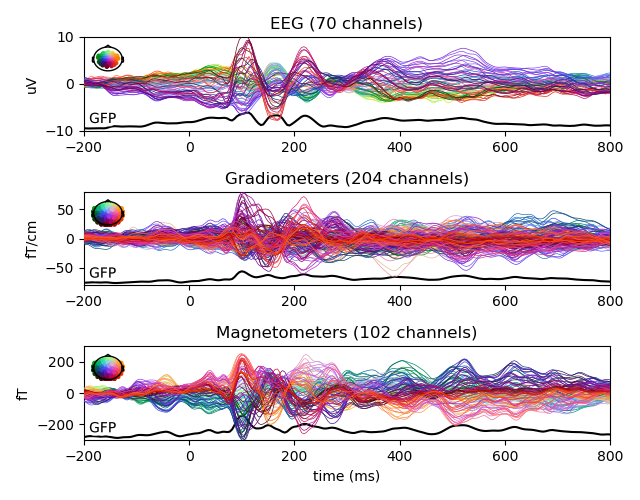 EEG (70 channels)
10
0
−10
uV
GFP
−200 0 200 400 600 800
Gradiometers (204 channels)
50
0
−50
fT/cm
GFP
−200 0 200 400 600 800
Magnetometers (102 channels)
200
0
−200
fT
GFP
−200 0 200 400 600 800
time (ms)